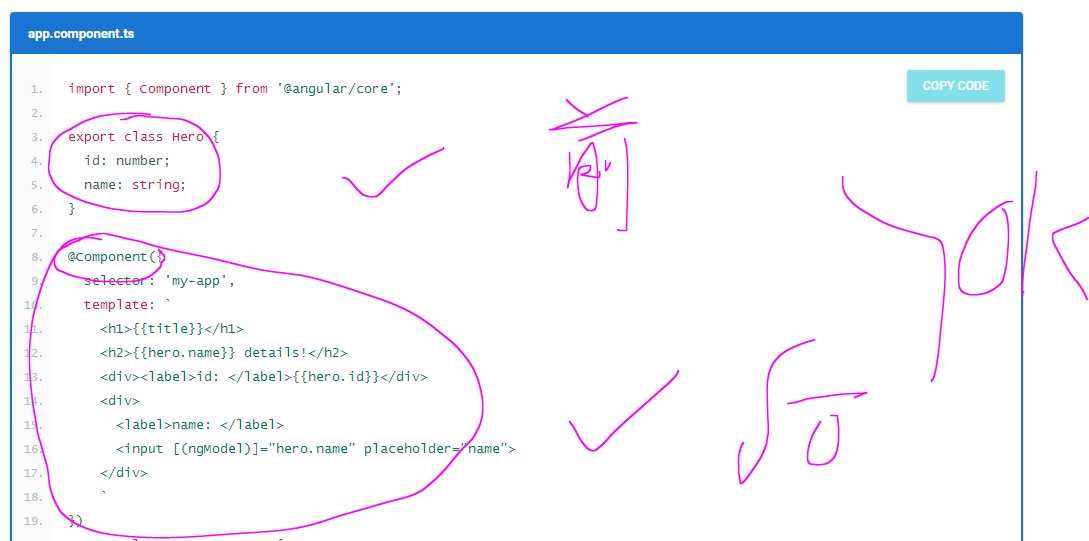 app.component.ts
COPY CODE
1. import { Component } from '@angular/core';
2.
3. export class Hero {
4. id: number;
5. name: string;
6. }
7.
8. @Component({
9. selector: 'my-app',
10. template: `
11. <h1>{{title}}</h1>
12. <h2>{{hero.name}} details!</h2>
13. <div><label>id: </label>{{hero.id}}</div>
14. <div>
15. <label>name: </label>
16. <input [(ngModel)]="hero.name" placeholder="name">
17. </div>
18. `
19. })